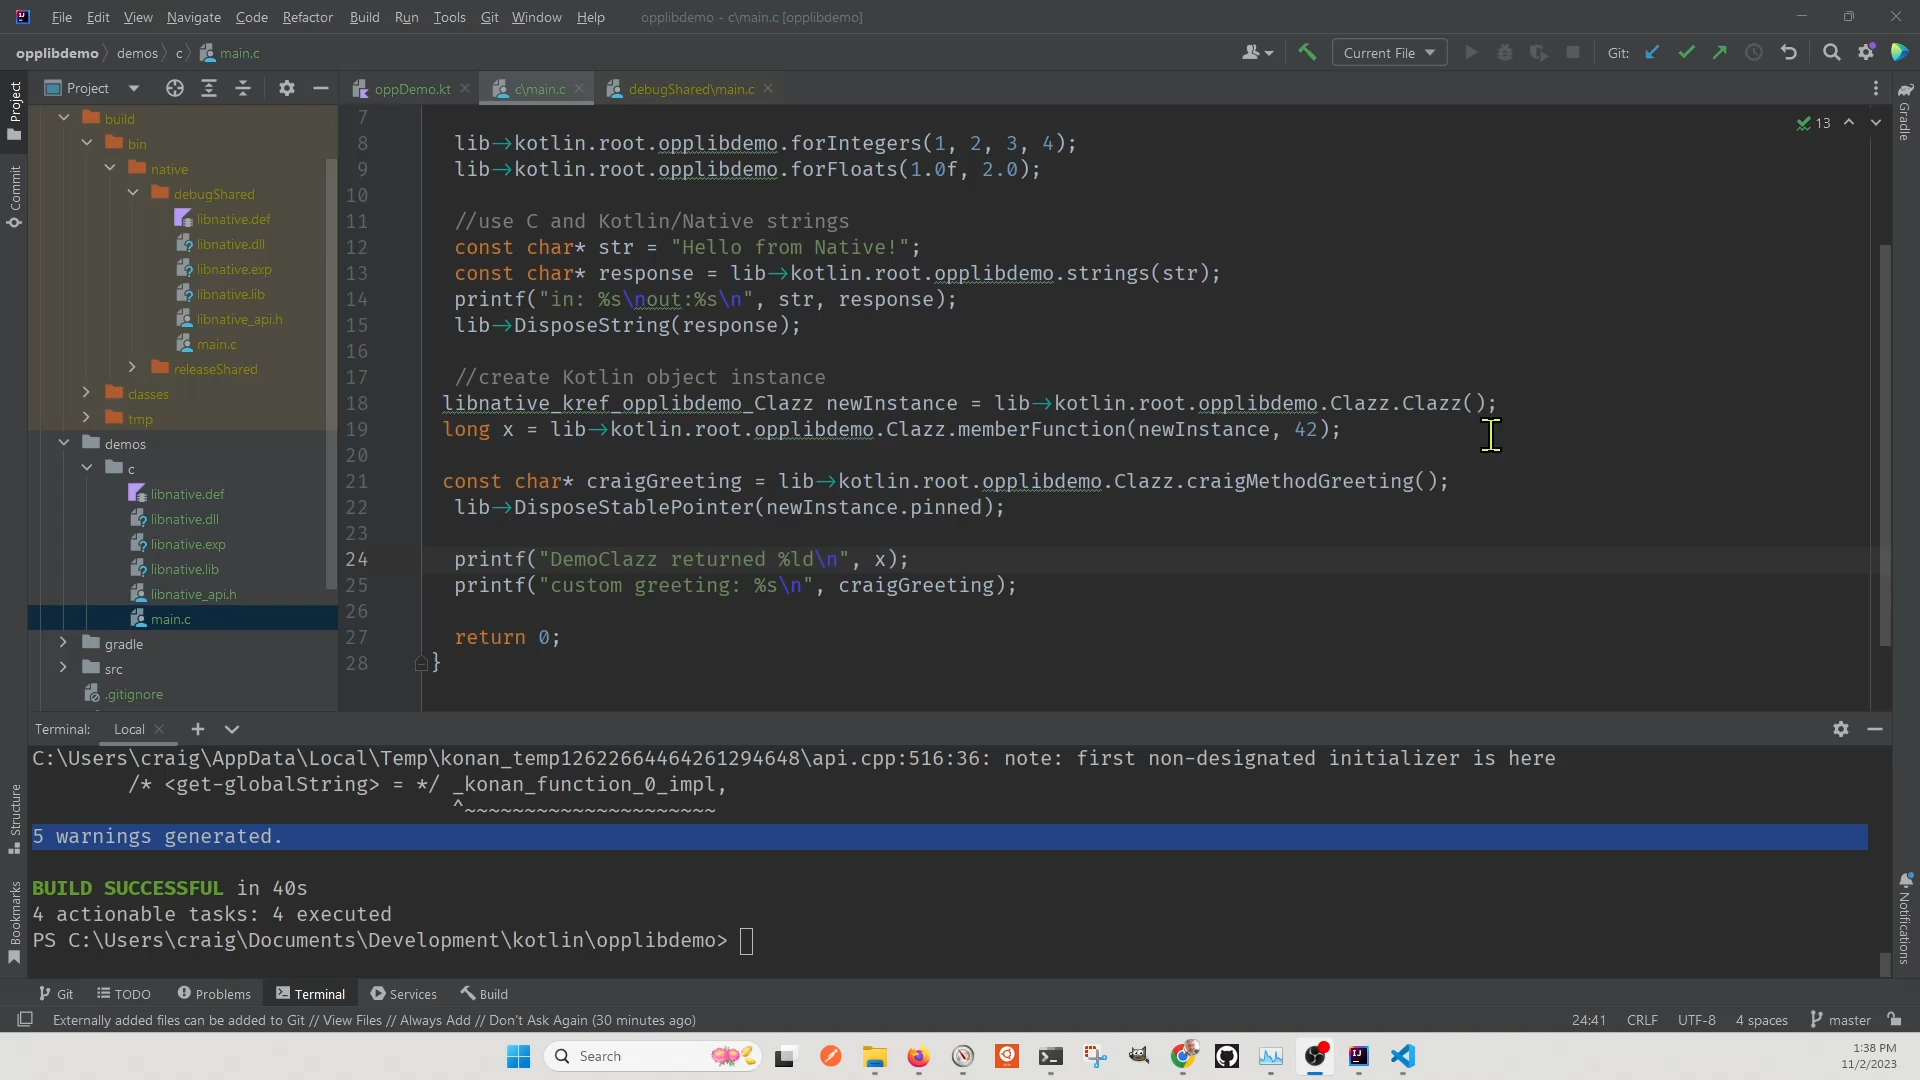 File Edit View Navigate Code Refactor Build Run Tools Git Window Help opplibdemo - c\main.c [opplibdemo]
opplibdemo demos c main.c Current File Git:
Project oppDemo.kt c\main.c debugShared\main.c
Project
Commit
Structure
Bookmarks
Gradle
Notifications
build
bin
native
debugShared
libnative.def
libnative.dll
libnative.exp
libnative.lib
libnative_api.h
main.c
releaseShared
classes
tmp
demos
c
libnative.def
libnative.dll
libnative.exp
libnative.lib
libnative_api.h
main.c
gradle
src
.gitignore
13
7
8 lib->kotlin.root.opplibdemo.forIntegers(1, 2, 3, 4);
9 lib->kotlin.root.opplibdemo.forFloats(1.0f, 2.0);
10
11 //use C and Kotlin/Native strings
12 const char* str = "Hello from Native!";
13 const char* response = lib->kotlin.root.opplibdemo.strings(str);
14 printf("in: %s\nout:%s\n", str, response);
15 lib->DisposeString(response);
16
17 //create Kotlin object instance
18 libnative_kref_opplibdemo_Clazz newInstance = lib->kotlin.root.opplibdemo.Clazz.Clazz();
19 long x = lib->kotlin.root.opplibdemo.Clazz.memberFunction(newInstance, 42);
20
21 const char* craigGreeting = lib->kotlin.root.opplibdemo.Clazz.craigMethodGreeting();
22 lib->DisposeStablePointer(newInstance.pinned);
23
24 printf("DemoClazz returned %ld\n", x);
25 printf("custom greeting: %s\n", craigGreeting);
26
27 return 0;
28 }
Terminal: Local
C:\Users\craig\AppData\Local\Temp\konan_temp12622664464261294648\api.cpp:516:36: note: first non-designated initializer is here
/* <get-globalString> = */ _konan_function_0_impl,
^~~~~~~~~~~~~~~~~~~~~~
5 warnings generated.
BUILD SUCCESSFUL in 40s
4 actionable tasks: 4 executed
PS C:\Users\craig\Documents\Development\kotlin\opplibdemo>
Git TODO Problems Terminal Services Build
Externally added files can be added to Git // View Files // Always Add // Don't Ask Again (30 minutes ago) 24:41 CRLF UTF-8 4 spaces master
Search
1:38 PM
11/2/2023